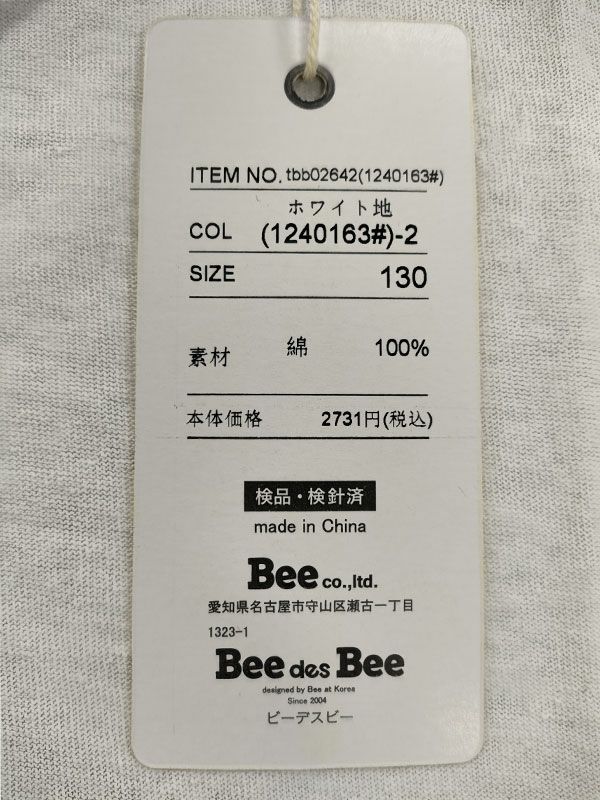 ITEM NO. tbb02642(1240163#)
ホワイト地
COL (1240163#)-2
SIZE 130
素材 綿 100%
本体価格 2731円(税込)
検品・検針済
made in China
Bee co.,ltd.
愛知県名古屋市守山区瀬古一丁目
1323-1
Bee des Bee
designed by Bee at Korea
Since 2004
ビーデスビー